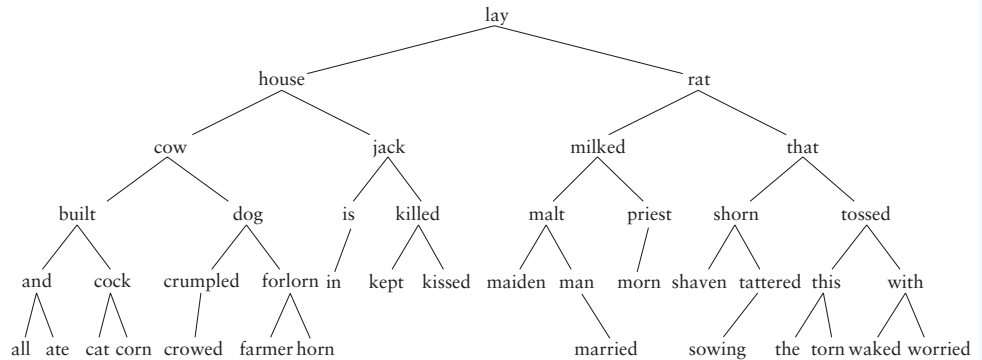 lay
house rat
cow jack milked that
built dog is killed malt priest shorn tossed
and cock crumpled forlorn in kept kissed maiden man morn shaven tattered this with
all ate cat corn crowed farmer horn married sowing the torn waked worried